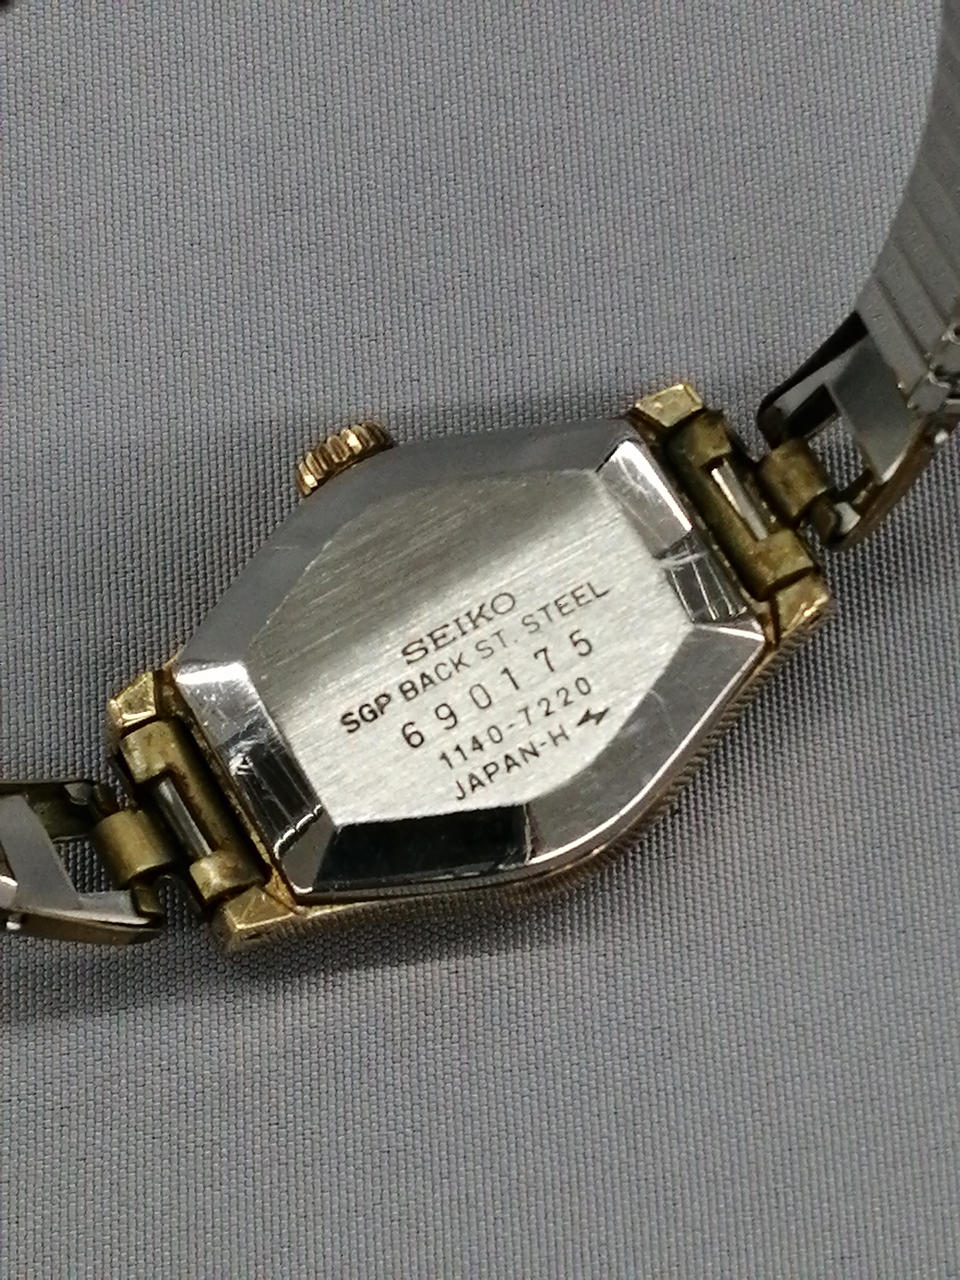 SEIKO
SGP BACK ST. STEEL
690175
1140-7220
JAPAN-H